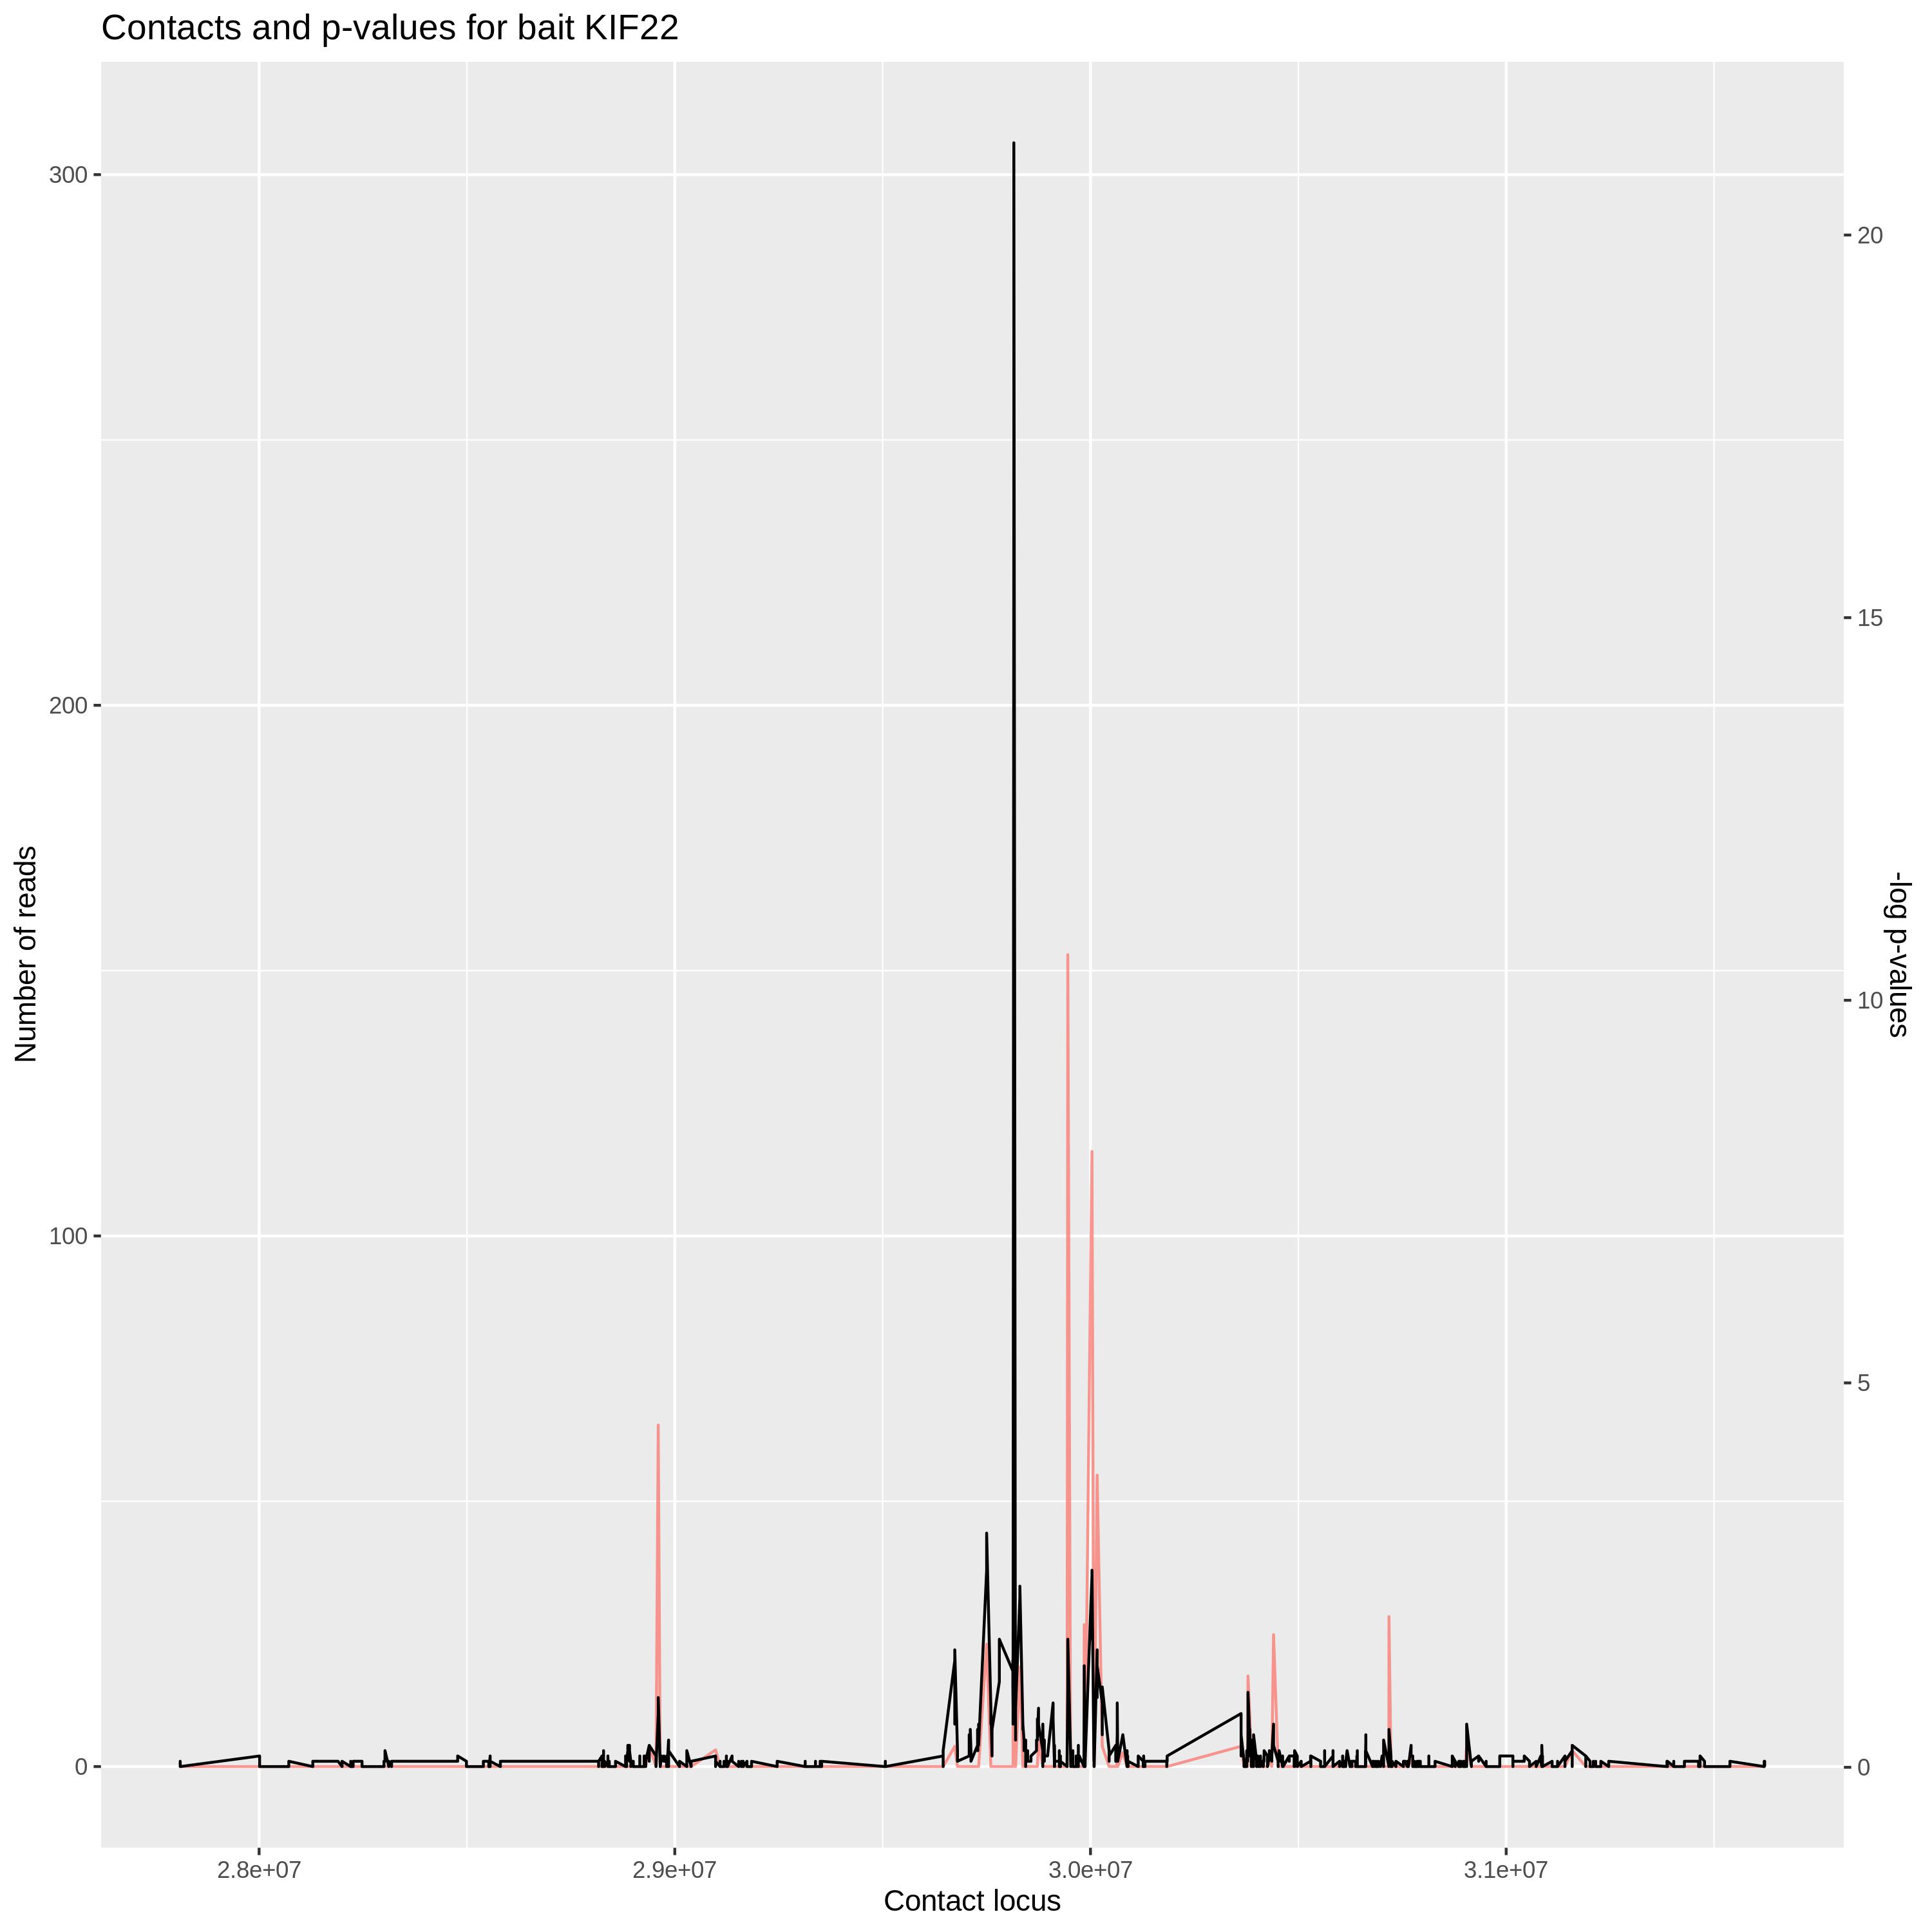 Contacts and p-values for bait KIF22
300
200
100
0
Number of reads
20
15
10
5
0
-log p-values
2.8e+07 2.9e+07 3.0e+07 3.1e+07
Contact locus